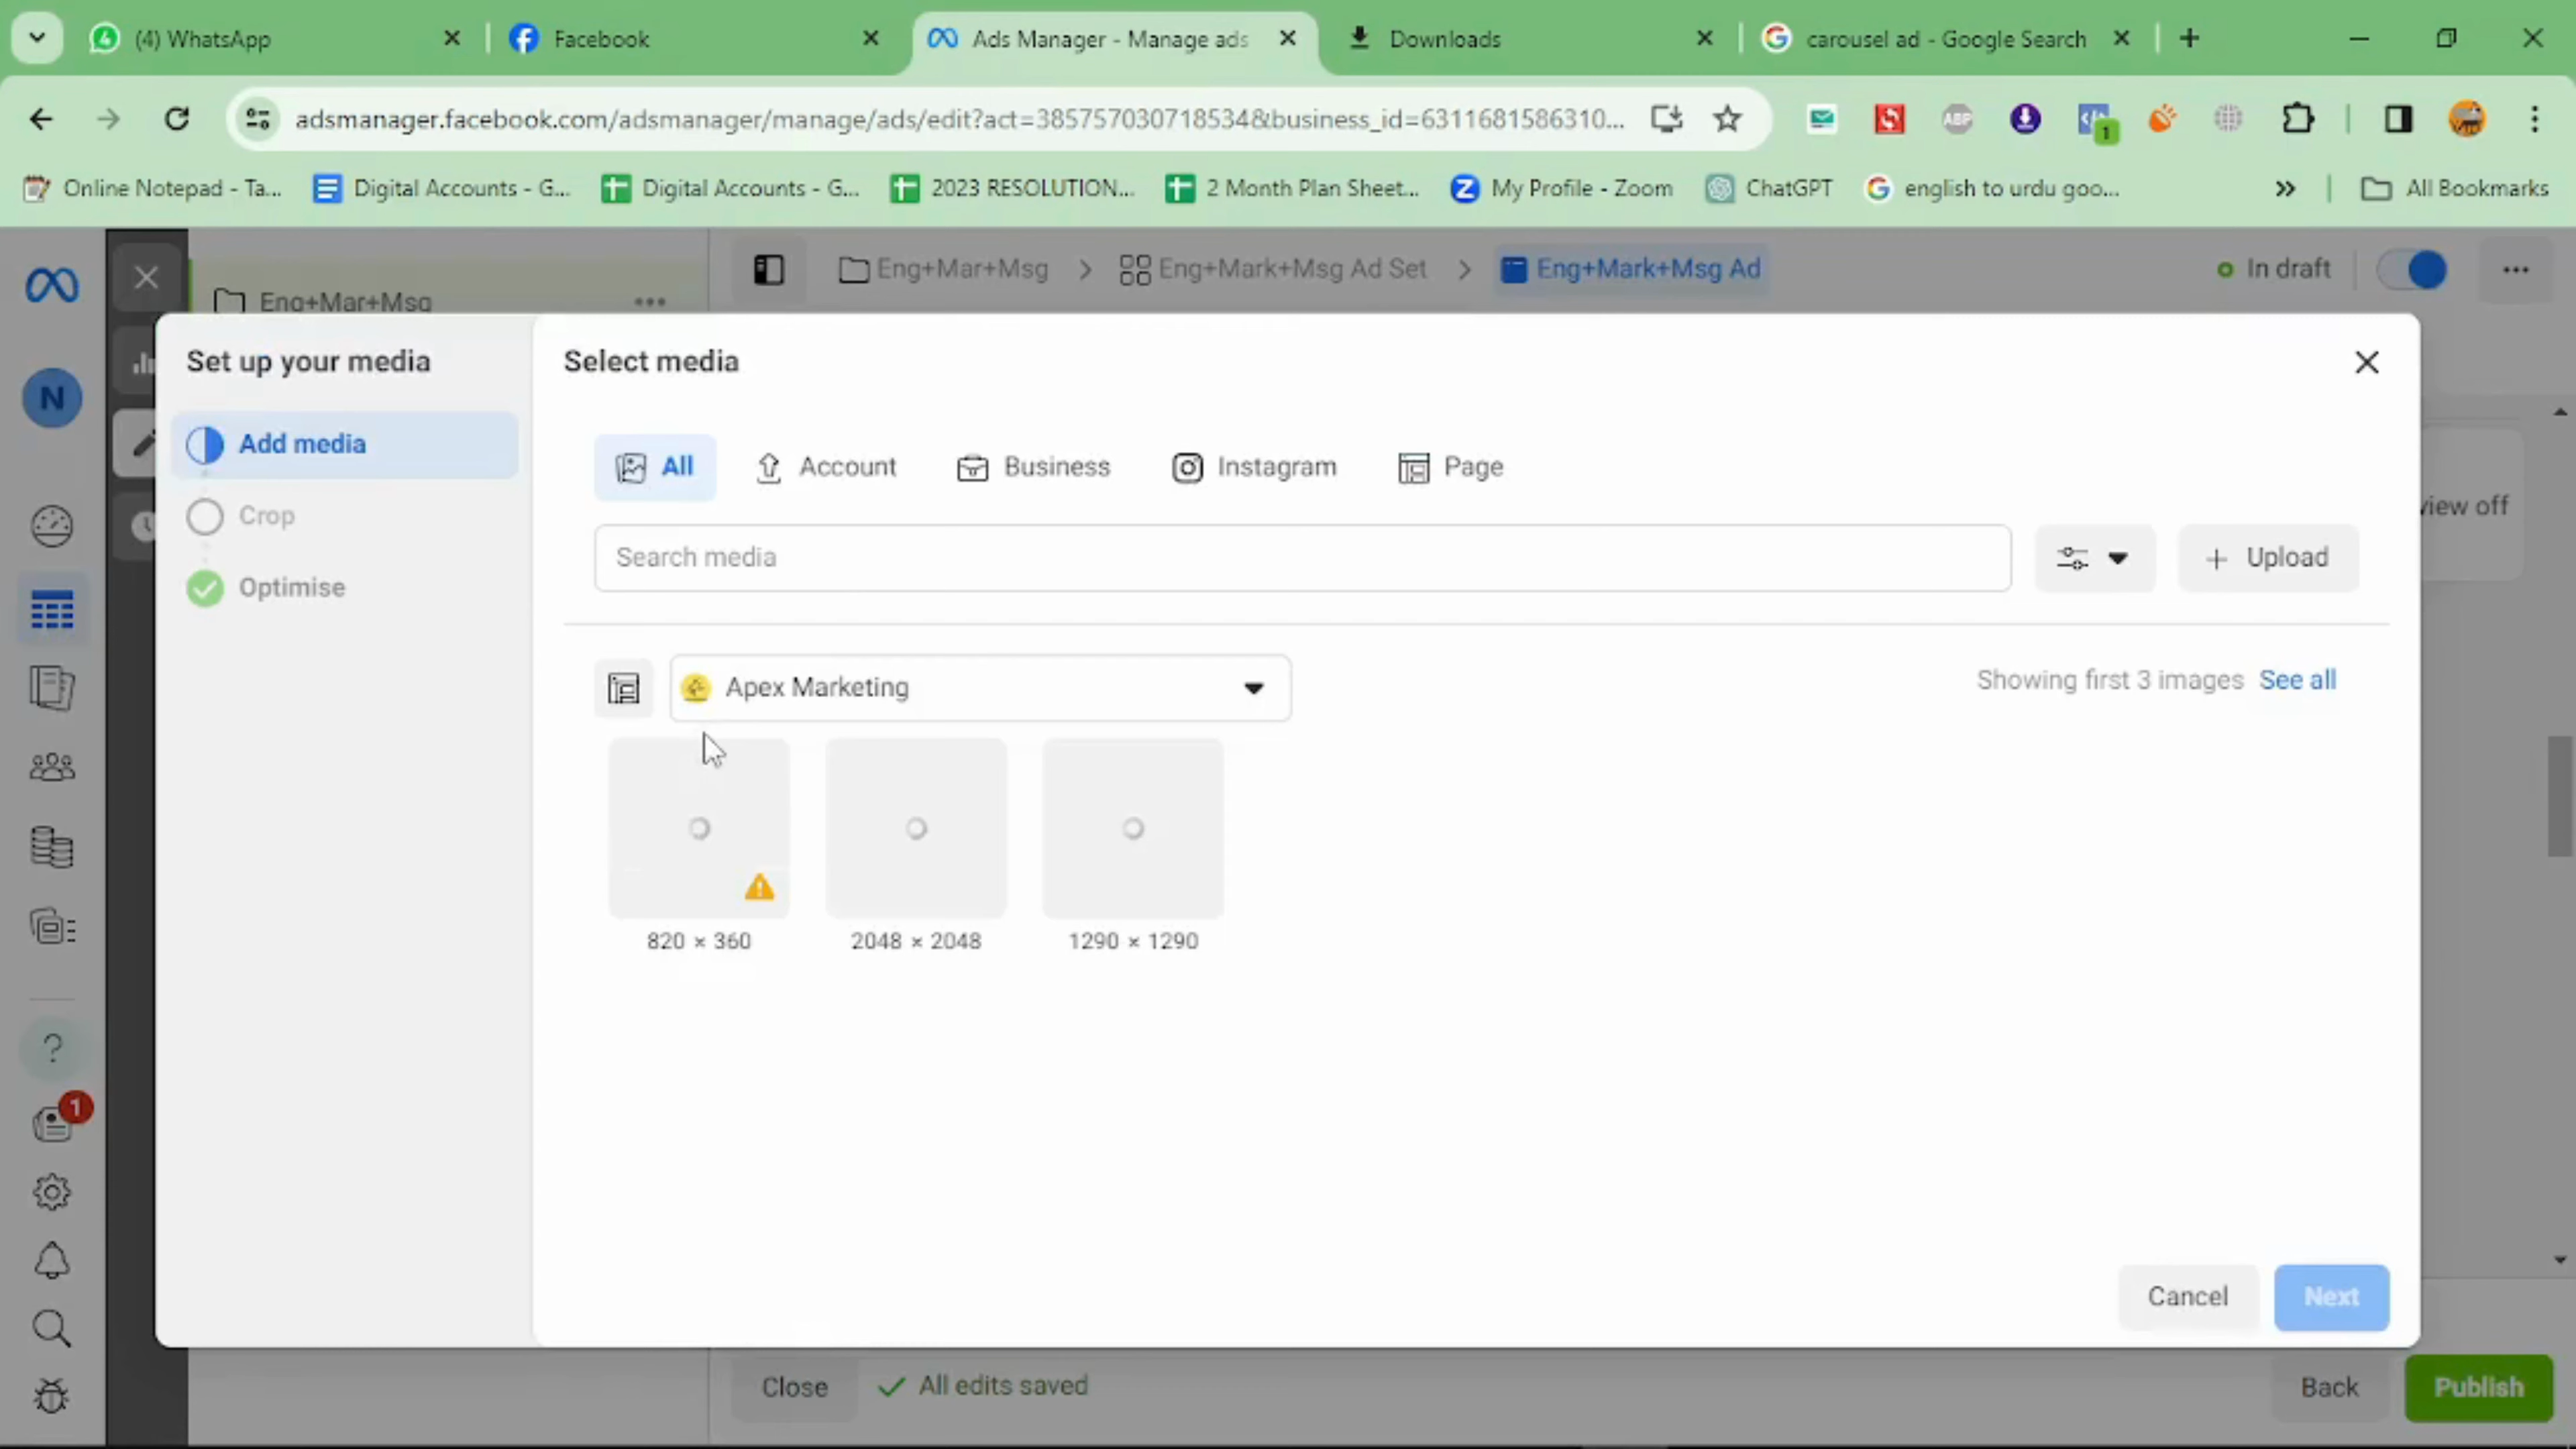 (4) WhatsApp
Facebook
Ads Manager - Manage ads
Downloads
carousel ad - Google Search
adsmanager.facebook.com/adsmanager/manage/ads/edit?act=385757030718534&business_id=6311681586310...
ABP
1
Online Notepad - Ta...
Digital Accounts - G...
Digital Accounts - G...
2023 RESOLUTION...
2 Month Plan Sheet...
My Profile - Zoom
ChatGPT
english to urdu goo...
All Bookmarks
N
Eng+Mar+Msg
Eng+Mar+Msg
Eng+Mark+Msg Ad Set
Eng+Mark+Msg Ad
In draft
Set up your media
Add media
Crop
Optimise
Select media
All
Account
Business
Instagram
Page
Search media
Upload
view off
Apex Marketing
Showing first 3 images See all
820 × 360
2048 × 2048
1290 × 1290
1
Cancel
Next
Close
All edits saved
Back
Publish